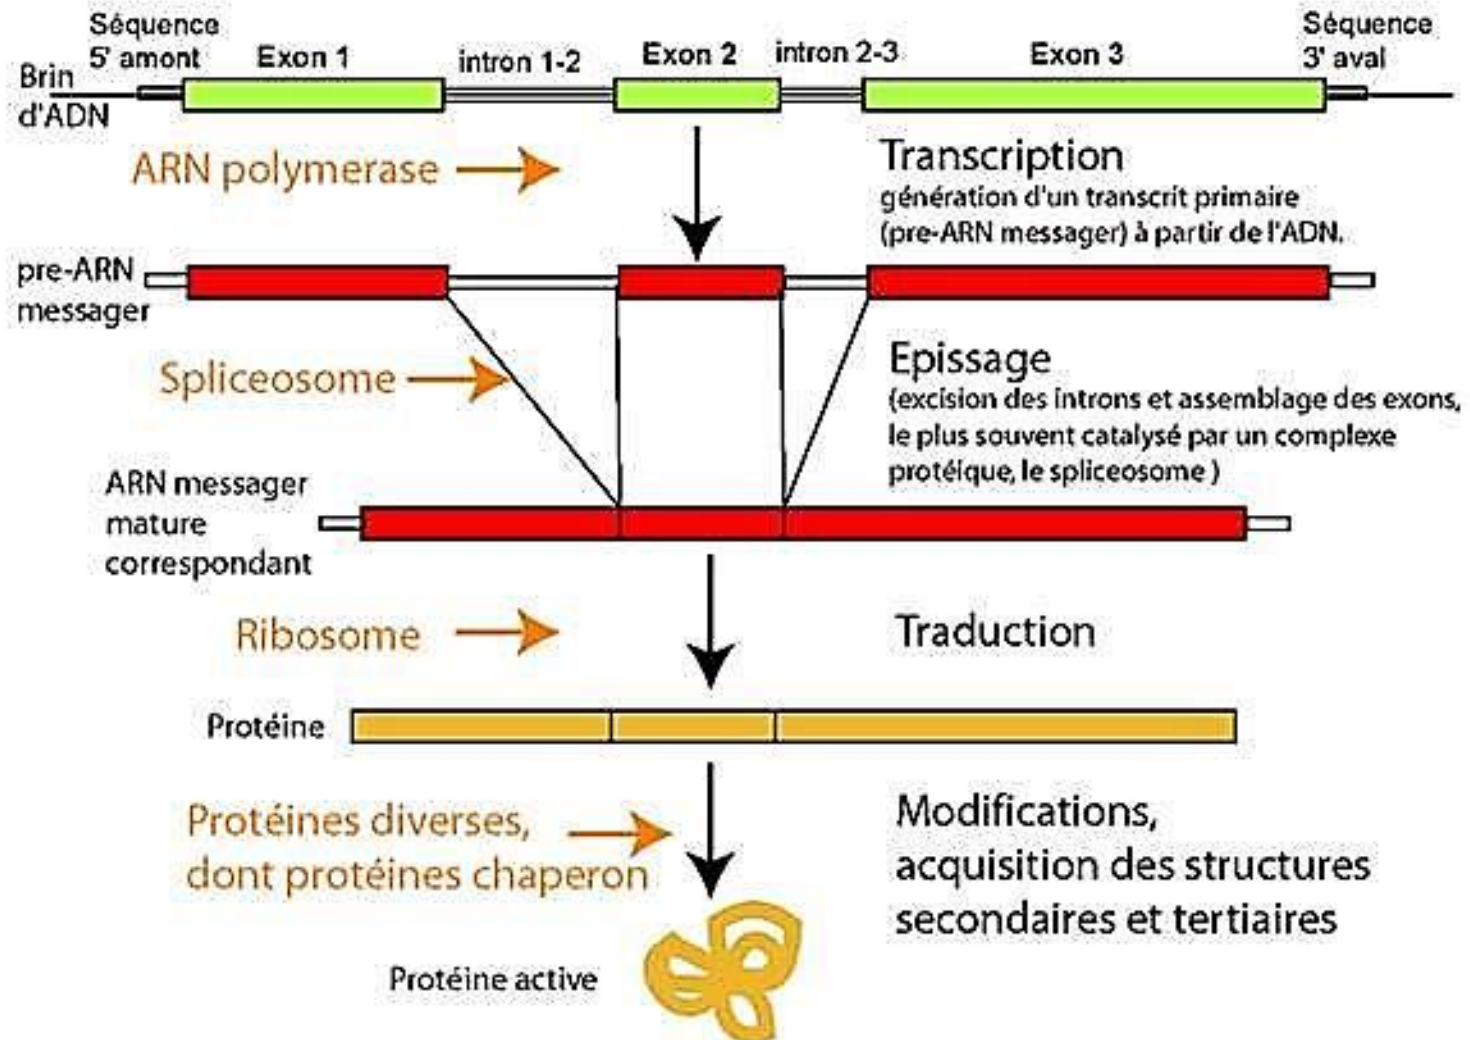 Séquence
5' amont
Exon 1
intron 1-2
Exon 2
intron 2-3
Exon 3
Séquence
3' aval
Brin
d'ADN
ARN polymerase
Transcription
génération d'un transcrit primaire
(pre-ARN messager) à partir de l'ADN.
pre-ARN
messager
Spliceosome
Epissage
(excision des introns et assemblage des exons,
le plus souvent catalysé par un complexe
protéique, le spliceosome )
ARN messager
mature
correspondant
Ribosome
Traduction
Protéine
Protéines diverses,
dont protéines chaperon
Modifications,
acquisition des structures
secondaires et tertiaires
Protéine active